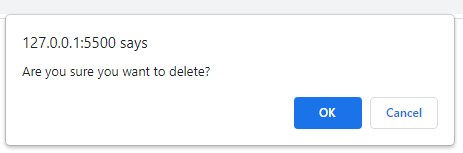 127.0.0.1:5500 says
Are you sure you want to delete?
OK Cancel